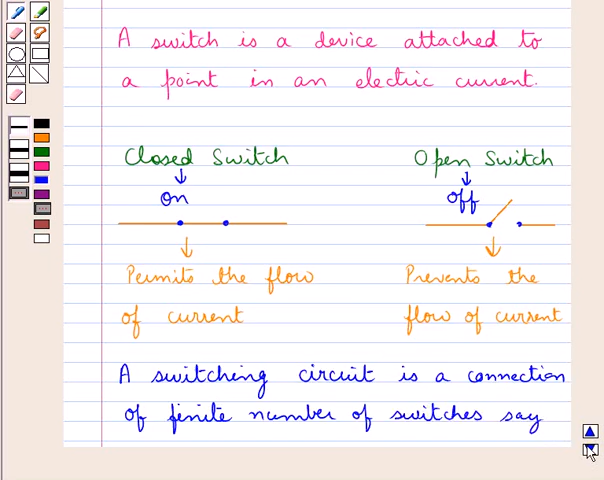 A switch is a device attached to
a point in an electric current.
Closed Switch
on
Permits the flow
of current
Open Switch
off
Prevents the
flow of current
A switching circuit is a connection
of finite number of switches say